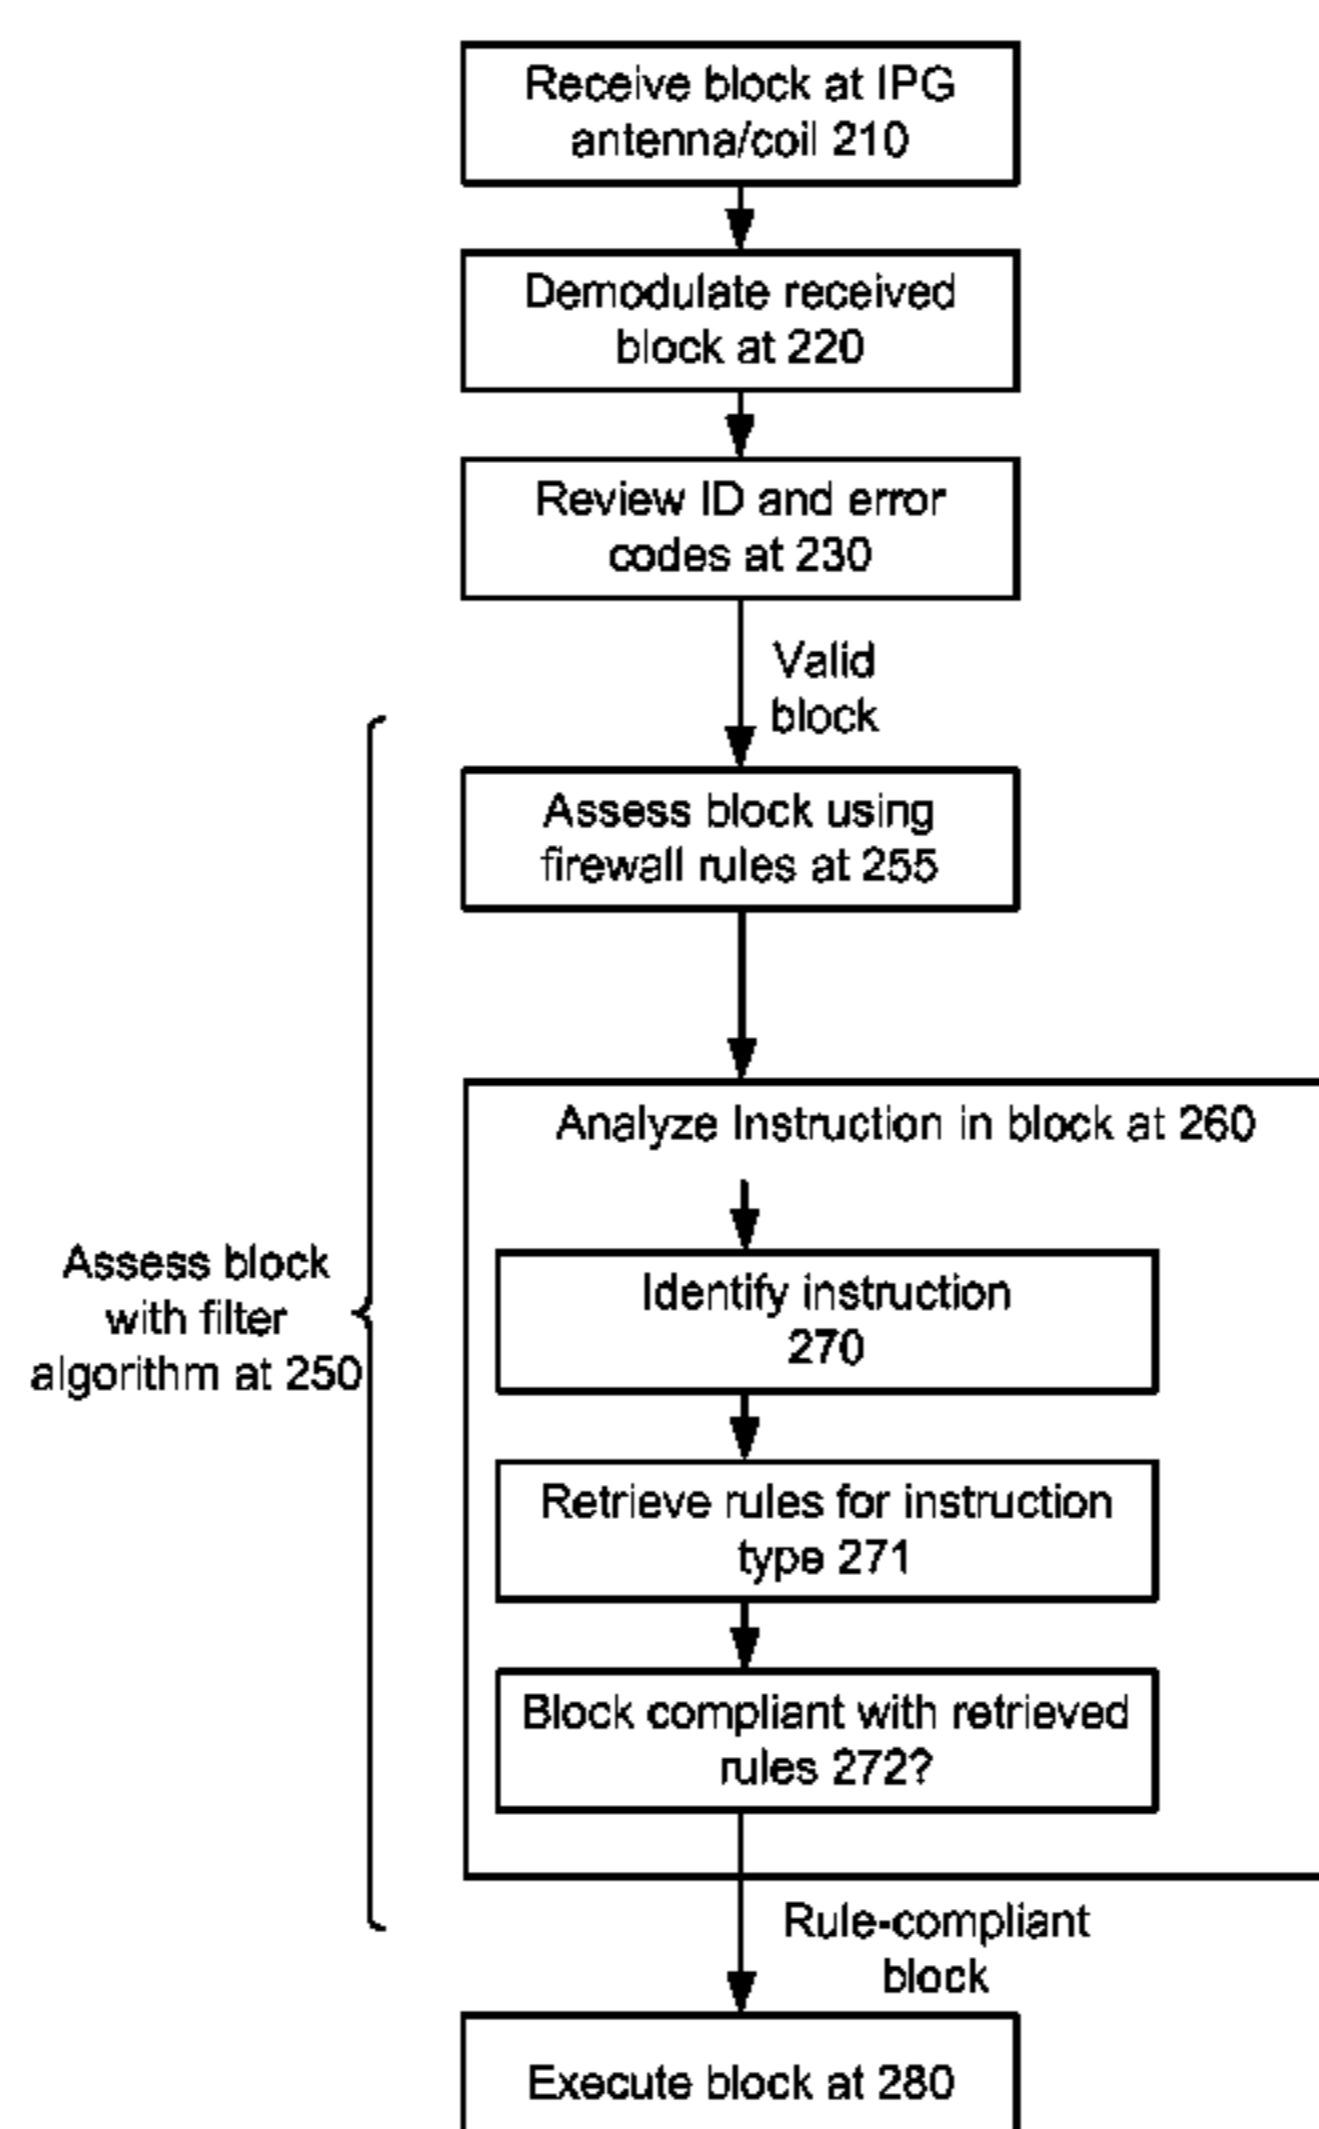 Receive block at IPG
antenna/coil 210
Demodulate received
block at 220
Review ID and error
codes at 230
Valid
block
Assess block using
firewall rules at 255
Analyze Instruction in block at 260
Identify instruction
270
Assess block
with filter
algorithm at 250
Retrieve rules for instruction
type 271
Block compliant with retrieved
rules 272?
Rule-compliant
block
Execute block at 280